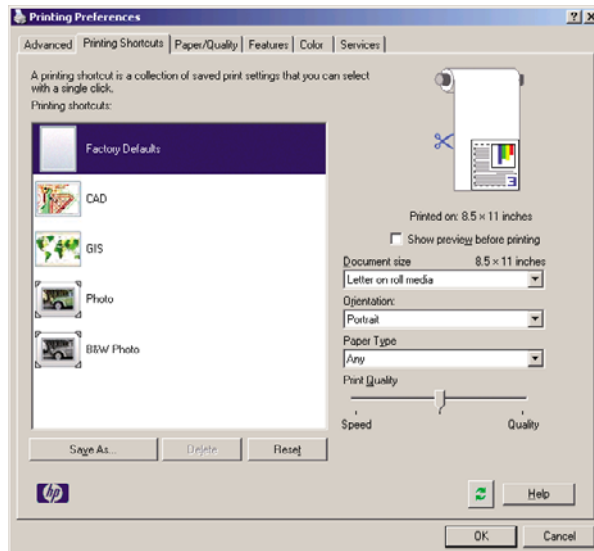 Printing Preferences
Advanced
Printing Shortcuts
Paper/Quality
Features
Color
Services
A printing shortcut is a collection of saved print settings that you can select
with a single click.
Printing shortcuts:
Factory Defaults
CAD
GIS
Photo
B&W Photo
Save As...
Delete
Reset
3
Printed on: 8.5 × 11 inches
Show preview before printing
Document size 8.5 × 11 inches
Letter on roll media
Orientation:
Portrait
Paper Type
Any
Print Quality
Speed Quality
hp
Help
OK
Cancel